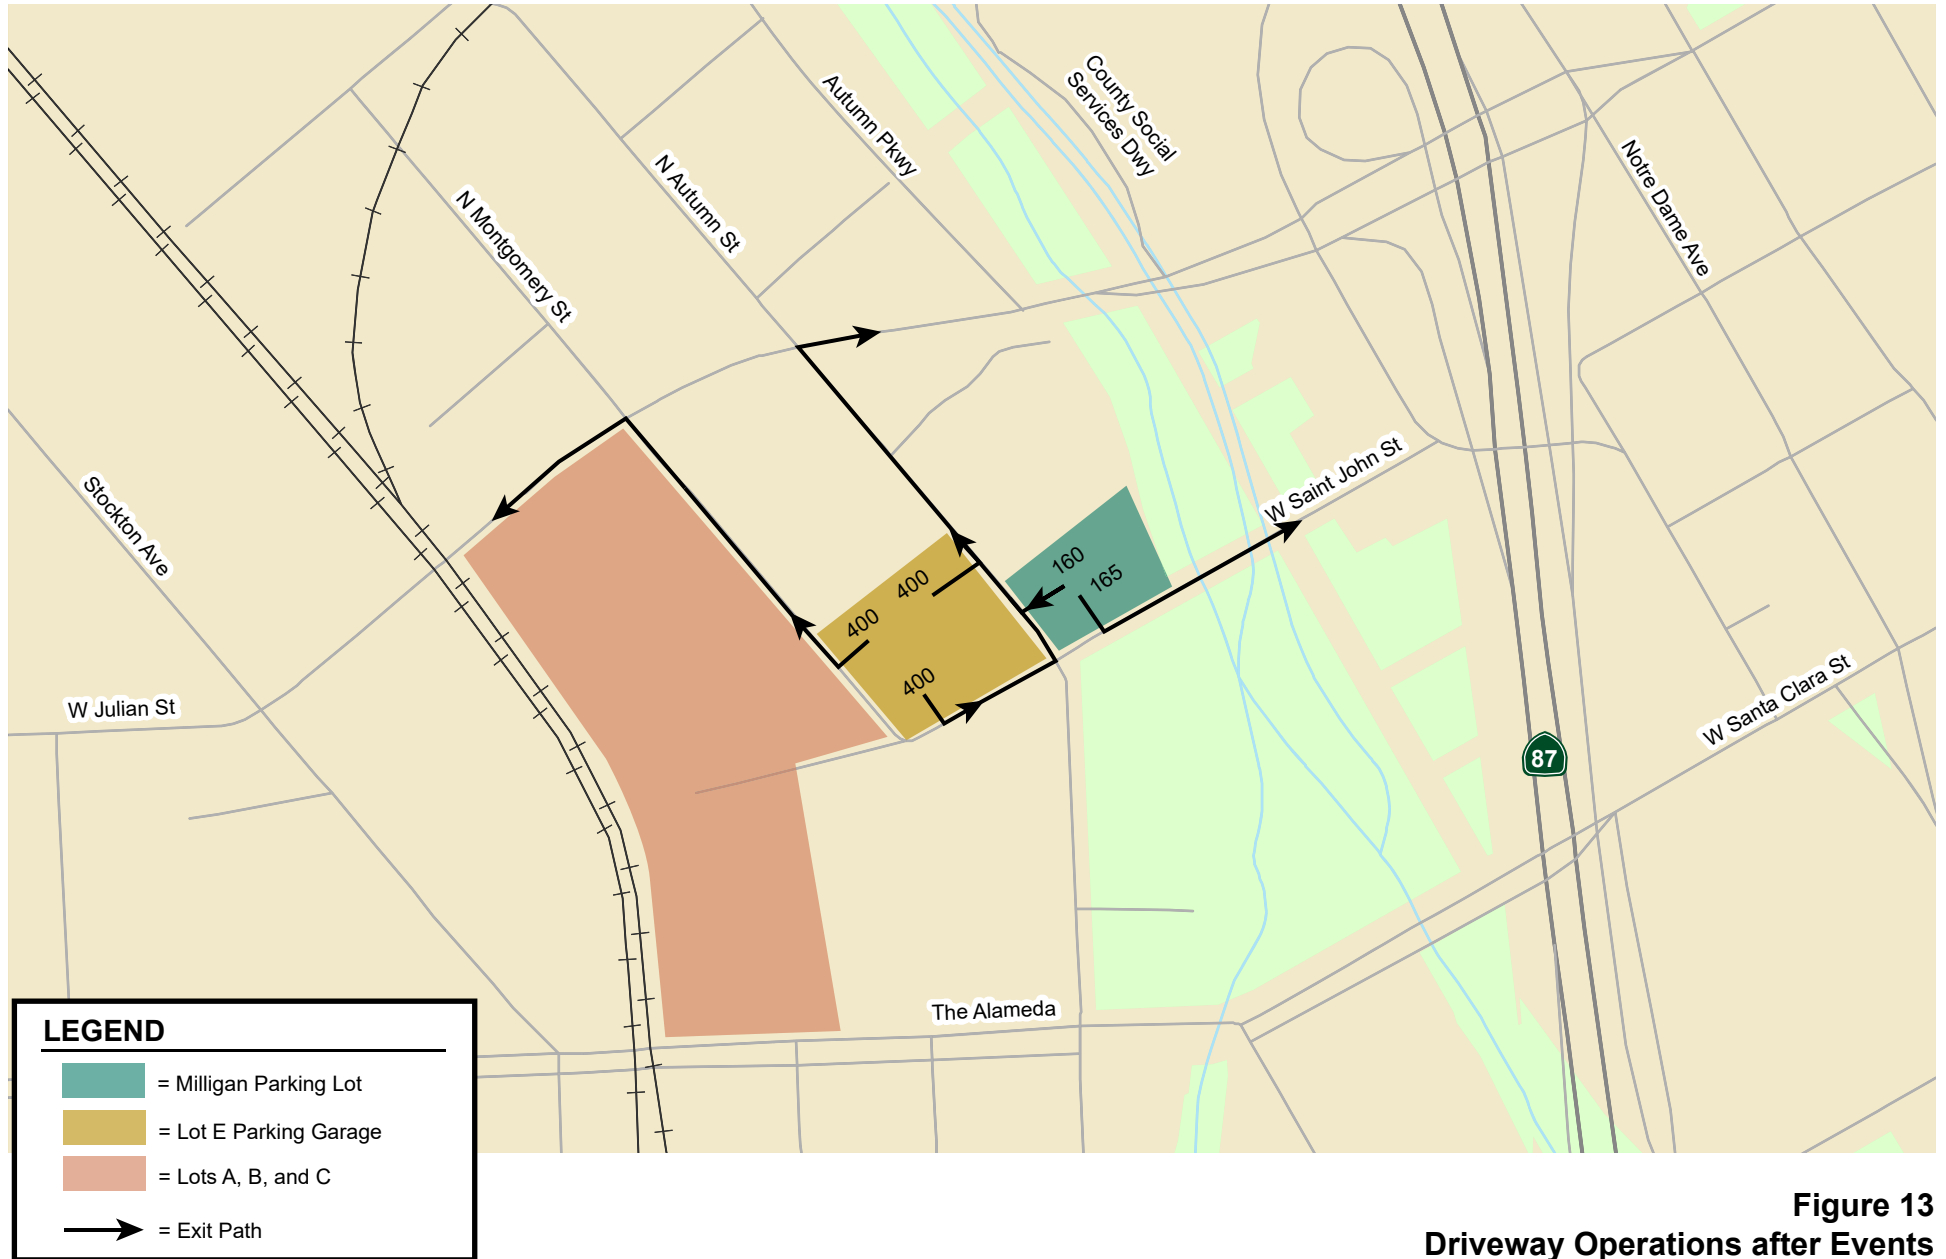 County Social
Services Dwy
Autumn Pkwy
N Autumn St
Notre Dame Ave
N Montgomery St
W Saint John St
Stockton Ave
160
165
400
400
400
W Julian St
W Santa Clara St
87
The Alameda
LEGEND
= Milligan Parking Lot
= Lot E Parking Garage
= Lots A, B, and C
= Exit Path
Figure 13
Driveway Operations after Events